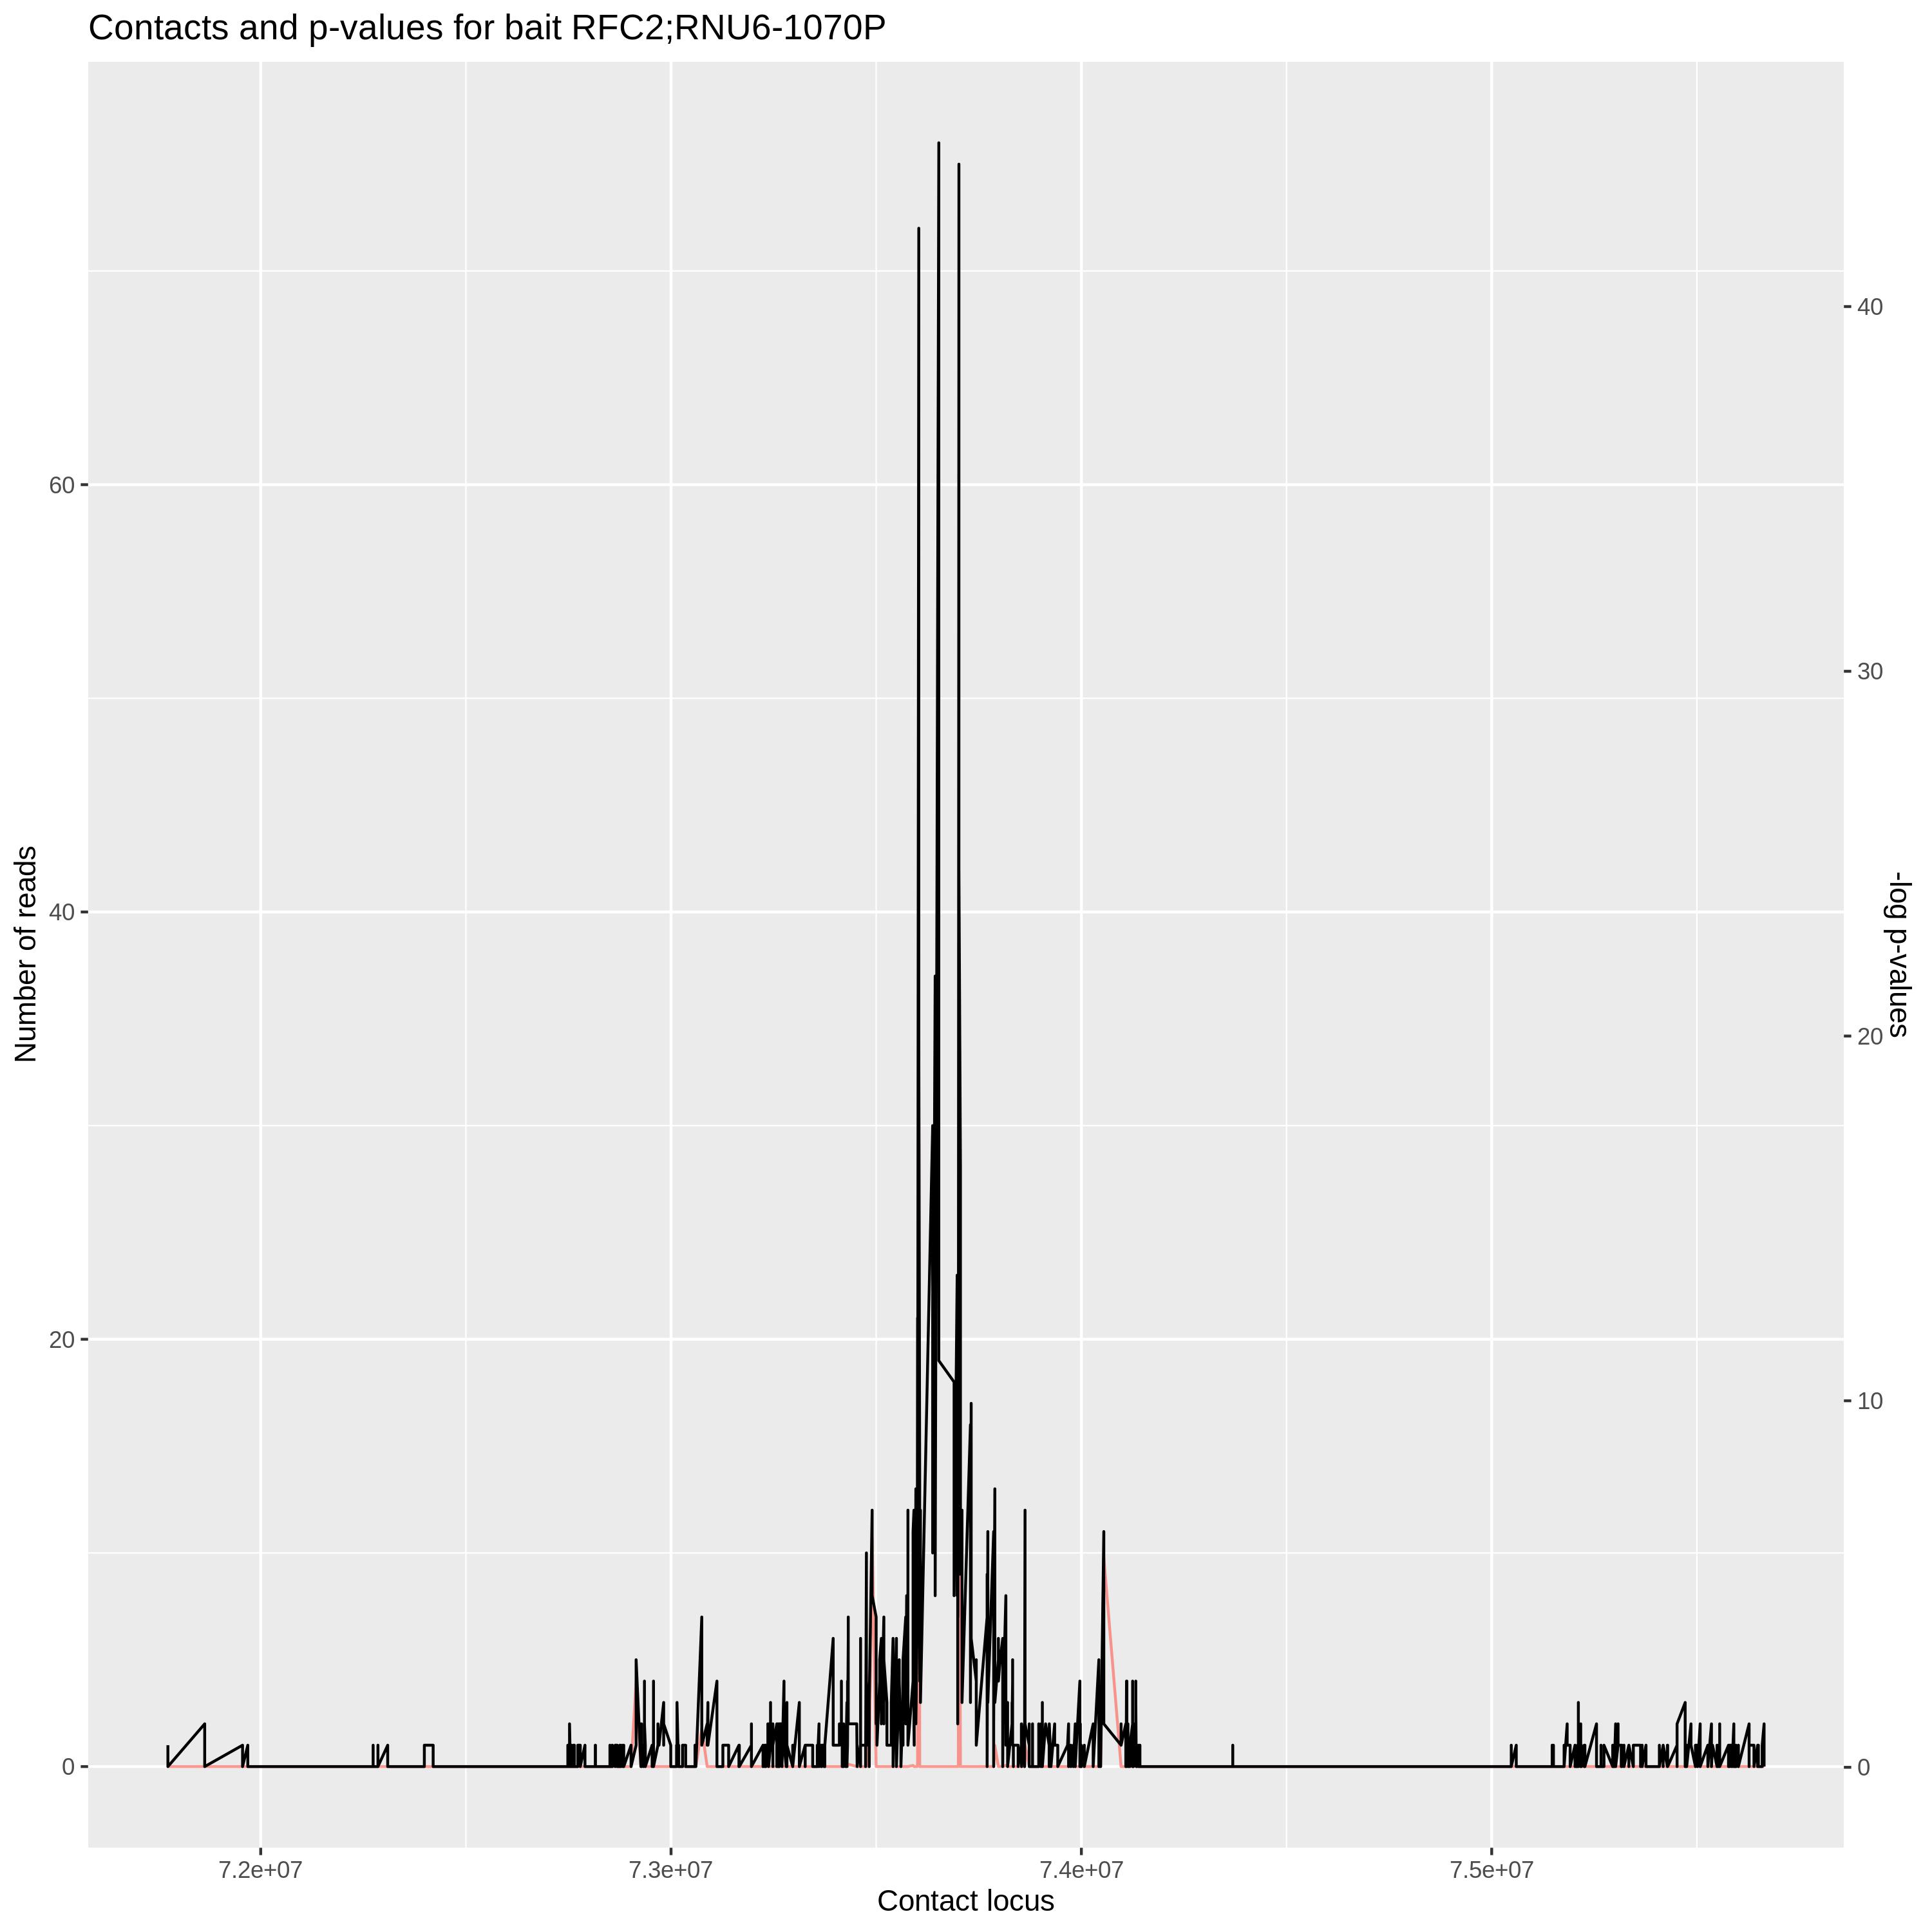 Contacts and p-values for bait RFC2;RNU6-1070P
Number of reads
60
40
20
0
40
30
20
10
0
-log p-values
7.2e+07 7.3e+07 7.4e+07 7.5e+07
Contact locus